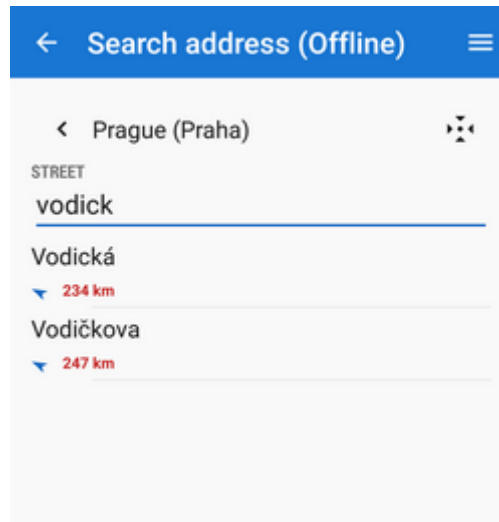 Search address (Offline)
Prague (Praha)
STREET
vodick
Vodická
234 km
Vodičkova
247 km